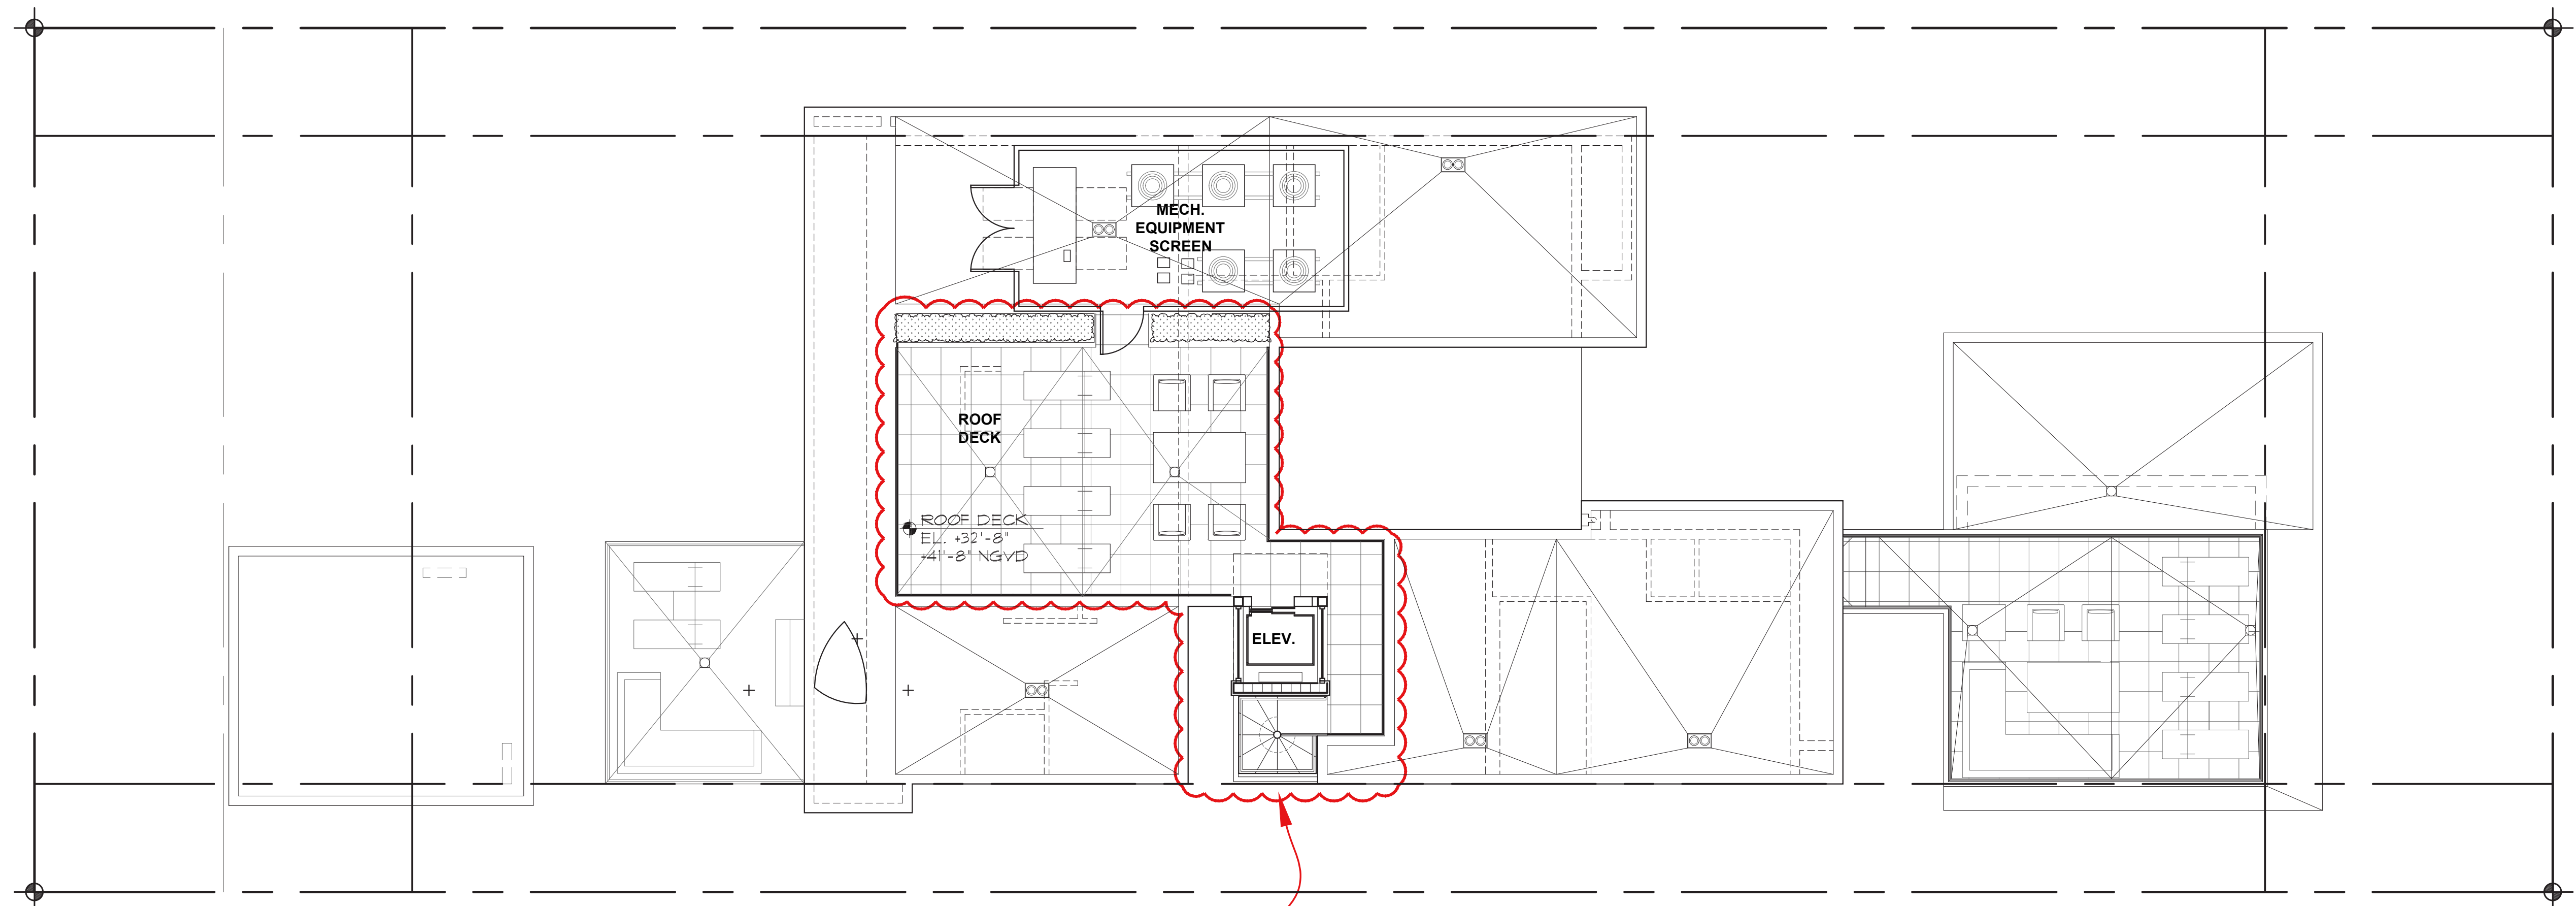 MECH.
EQUIPMENT
SCREEN
ROOF
DECK
ROOF DECK
EL. +32'-8"
+41'-8" NGVD
ELEV.